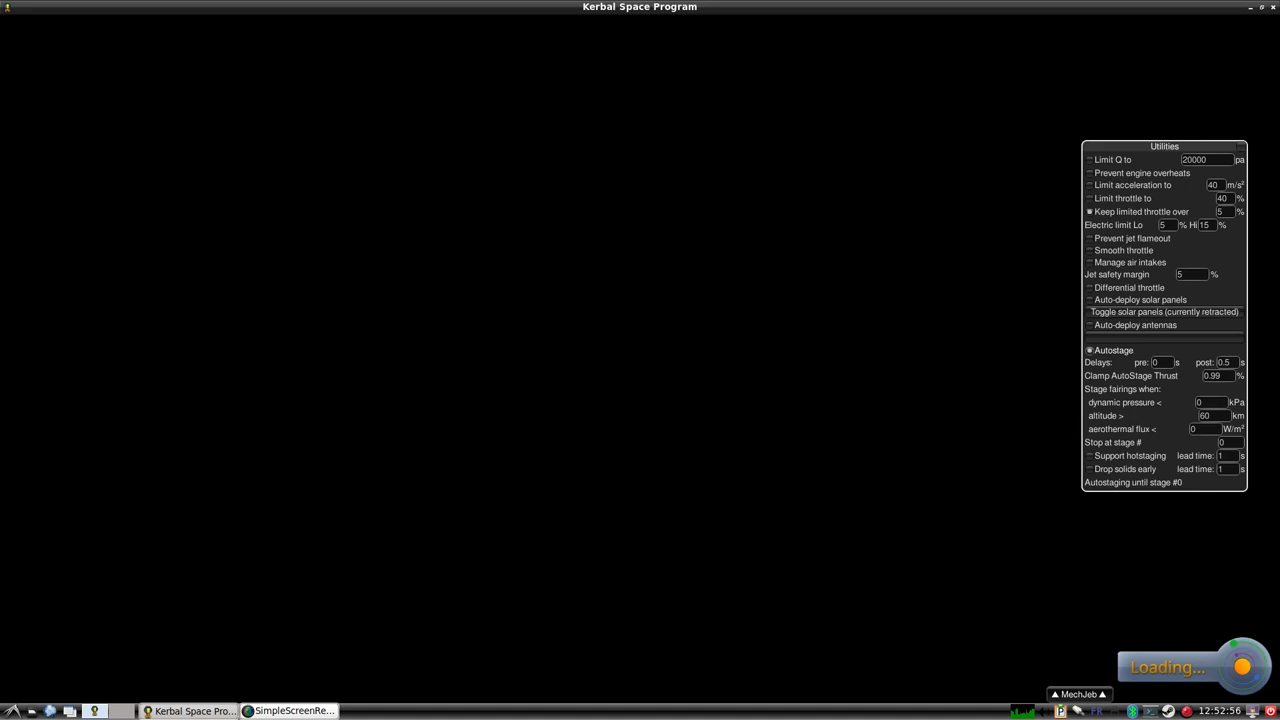 Kerbal Space Program
Utilities
Limit Q to 20000 pa
Prevent engine overheats
Limit acceleration to 40 m/s²
Limit throttle to 40 %
Keep limited throttle over 5 %
Electric limit Lo 5 % Hi 15 %
Prevent jet flameout
Smooth throttle
Manage air intakes
Jet safety margin 5 %
Differential throttle
Auto-deploy solar panels
Toggle solar panels (currently retracted)
Auto-deploy antennas
Autostage
Delays: pre: 0 s post: 0.5 s
Clamp AutoStage Thrust 0.99 %
Stage fairings when:
dynamic pressure < 0 kPa
altitude > 60 km
aerothermal flux < 0 W/m²
Stop at stage # 0
Support hotstaging lead time: 1 s
Drop solids early lead time: 1 s
Autostaging until stage #0
Loading...
▲ MechJeb ▲
Kerbal Space Pro... SimpleScreenRe... FR 12:52:56